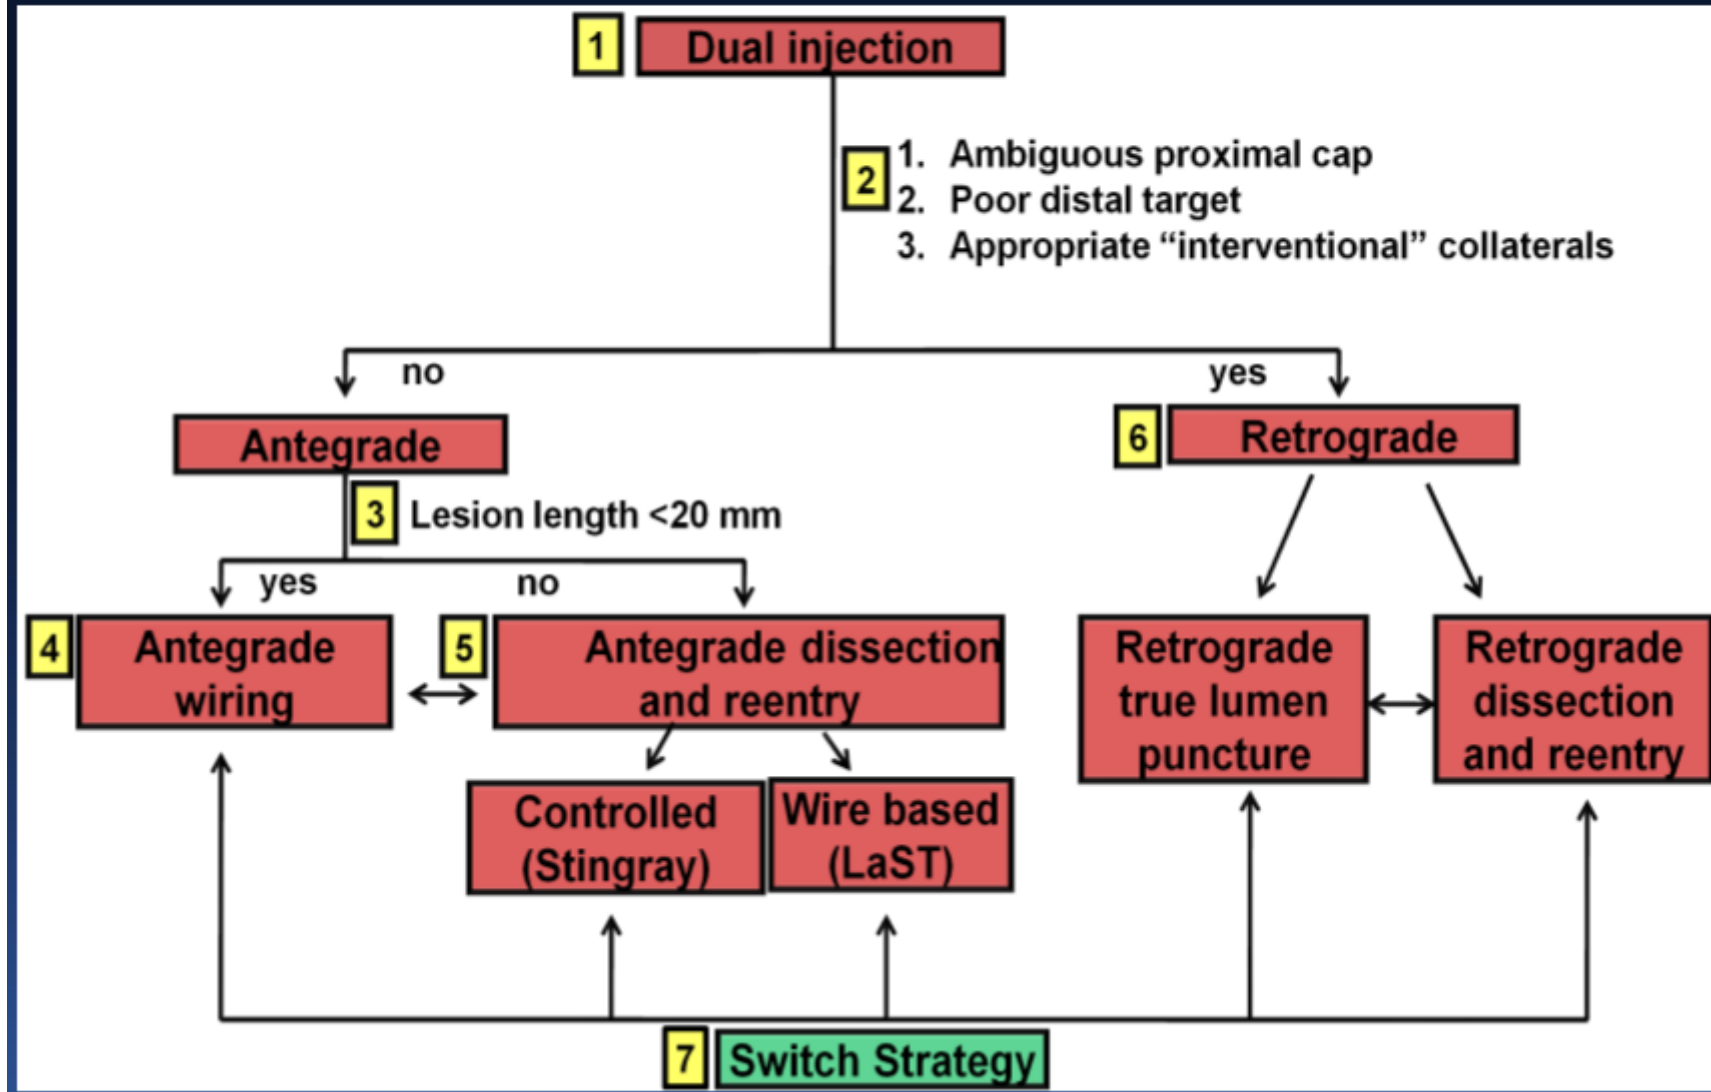 1 Dual injection
2
1. Ambiguous proximal cap
2. Poor distal target
3. Appropriate “interventional” collaterals
no
yes
Antegrade
6 Retrograde
3 Lesion length <20 mm
yes
no
4 Antegrade
wiring
5 Antegrade dissection
and reentry
Retrograde
true lumen
puncture
Retrograde
dissection
and reentry
Controlled
(Stingray)
Wire based
(LaST)
7 Switch Strategy